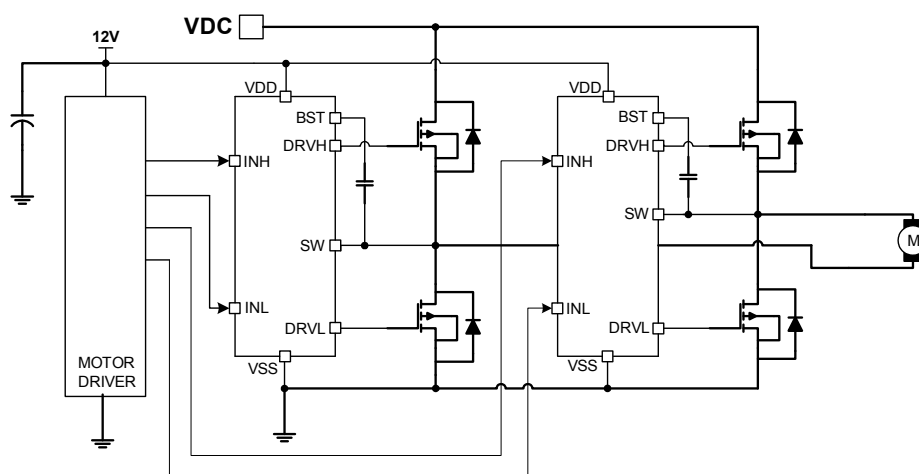 VDC
12V
VDD
VDD
BST
BST
DRVH
DRVH
INH
INH
SW
SW
M
INL
INL
DRVL
DRVL
VSS
VSS
MOTOR
DRIVER